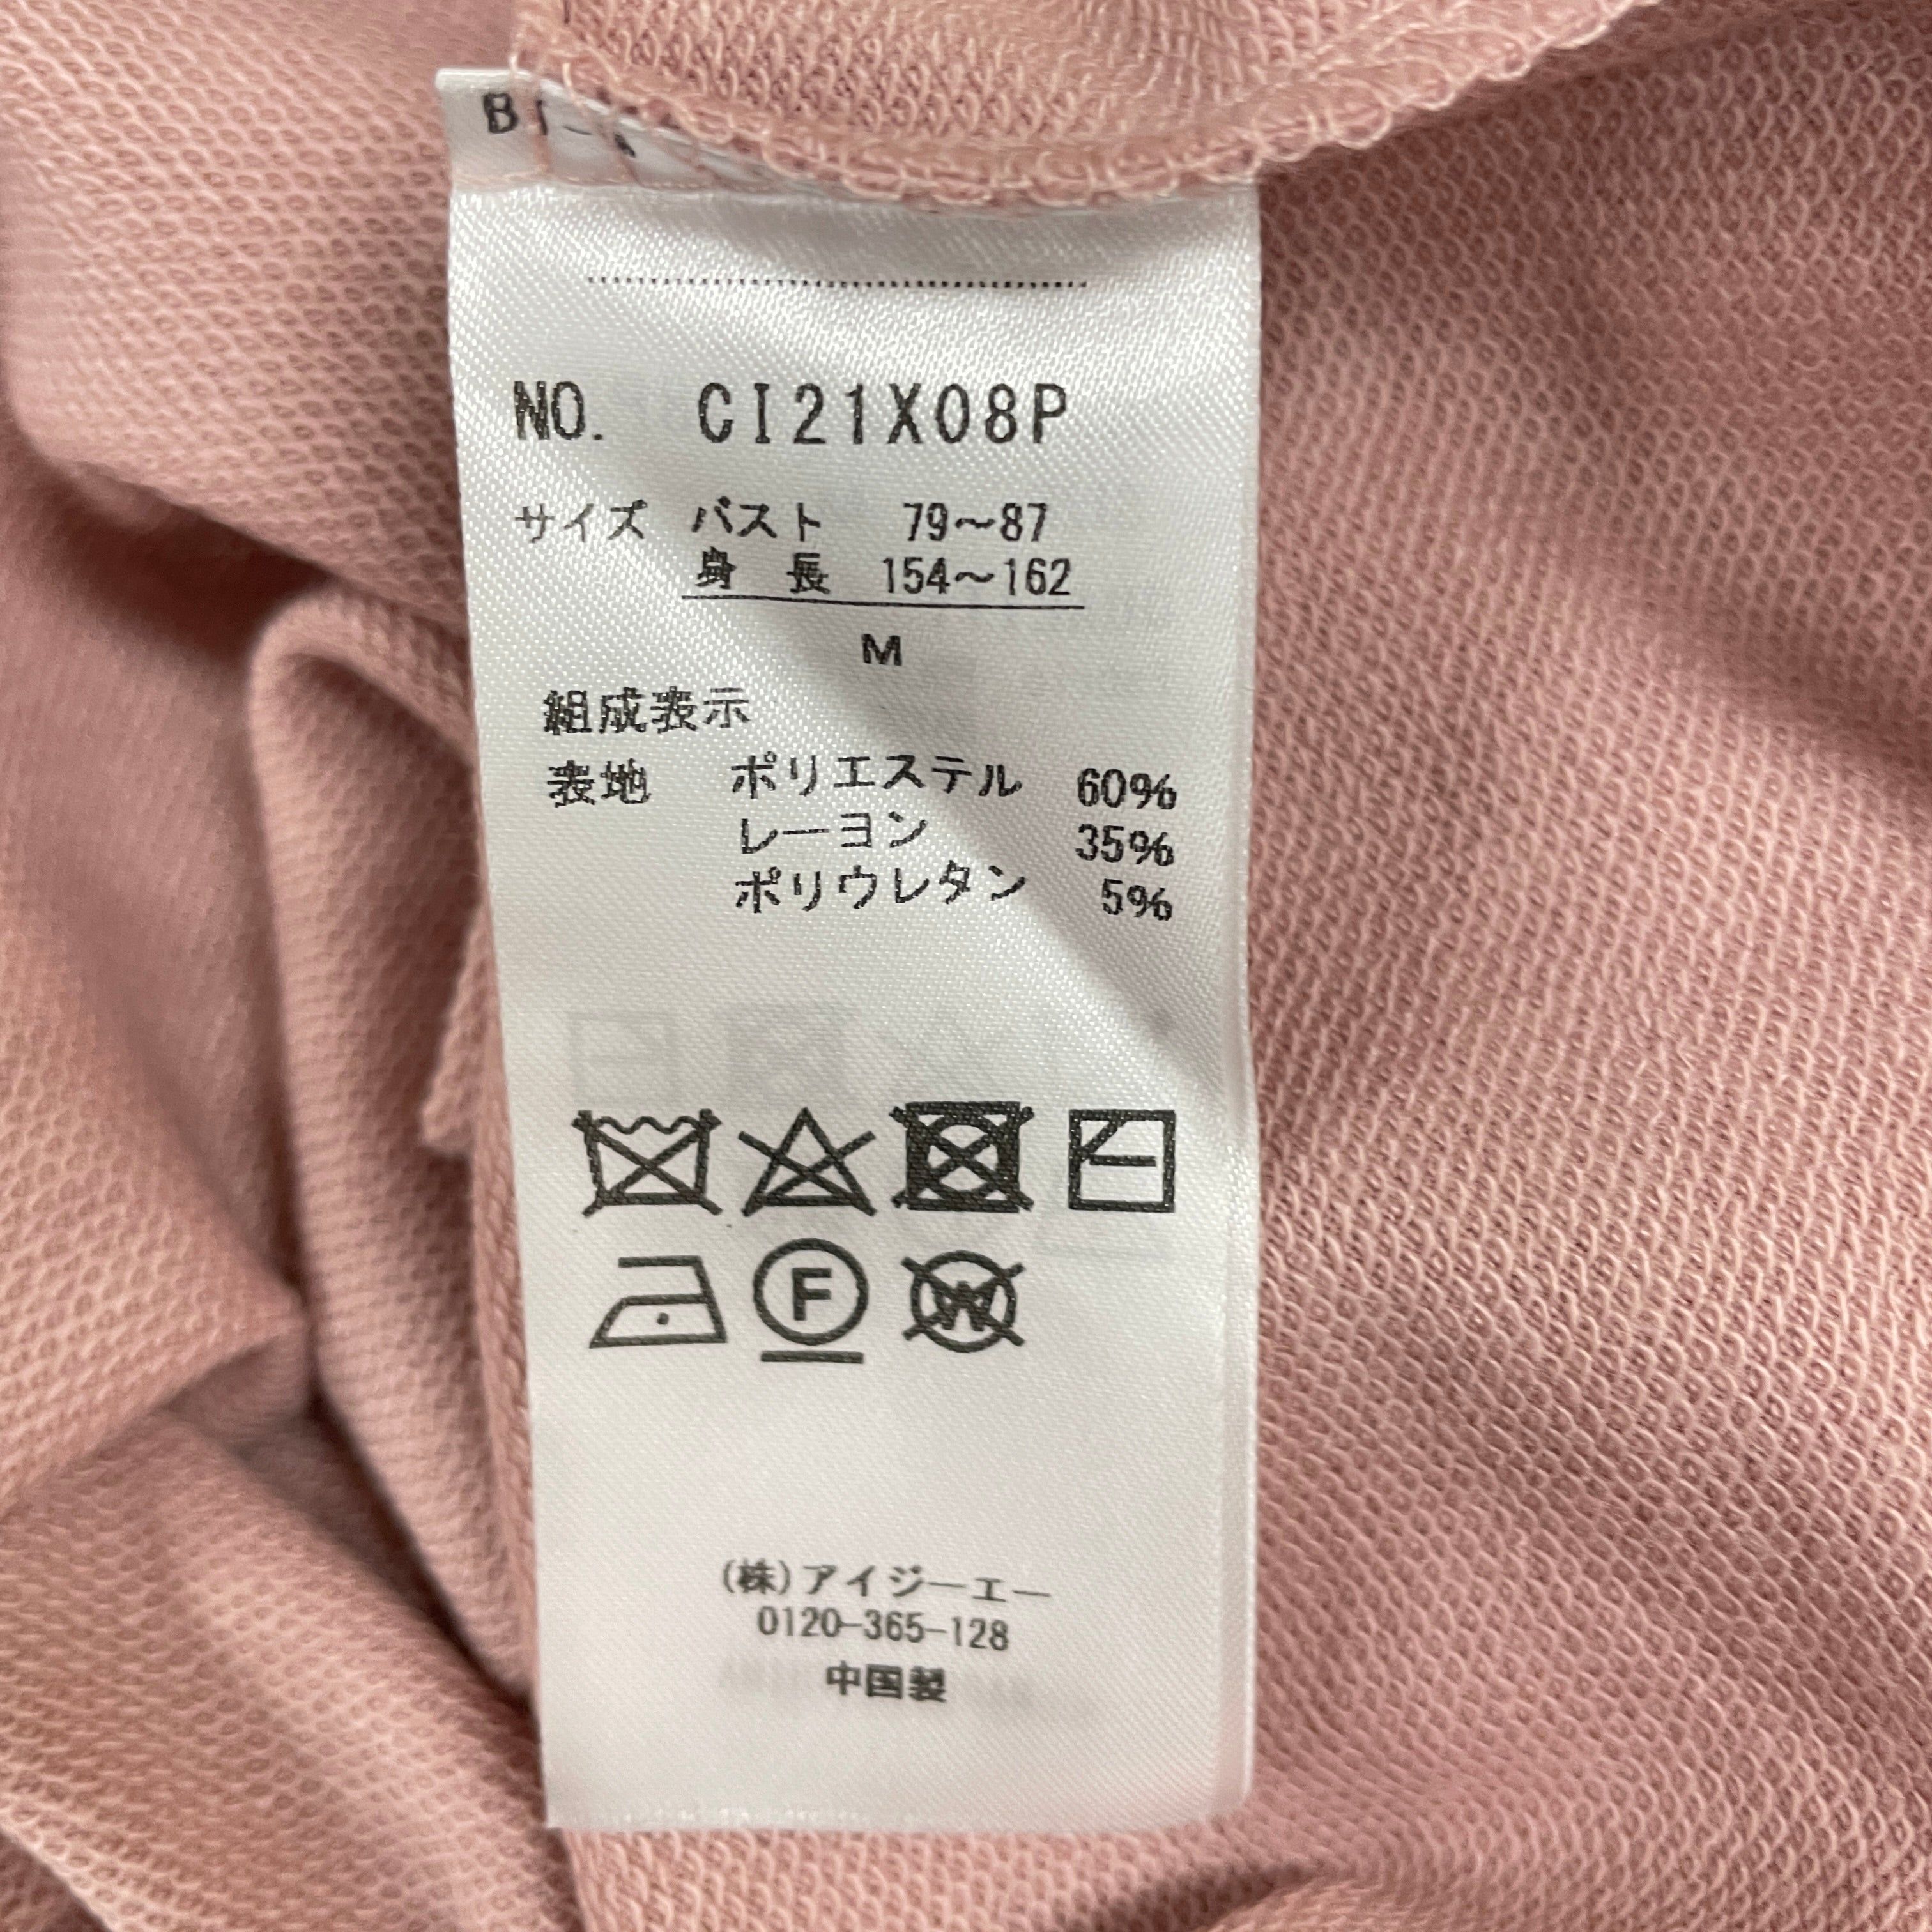 NO. CI21X08P
サイズ バスト 79～87
身 長 154～162
M
組成表示
表地 ポリエステル 60%
レーヨン 35%
ポリウレタン 5%
F
W
(株)アイジーエー
0120-365-128
中国製